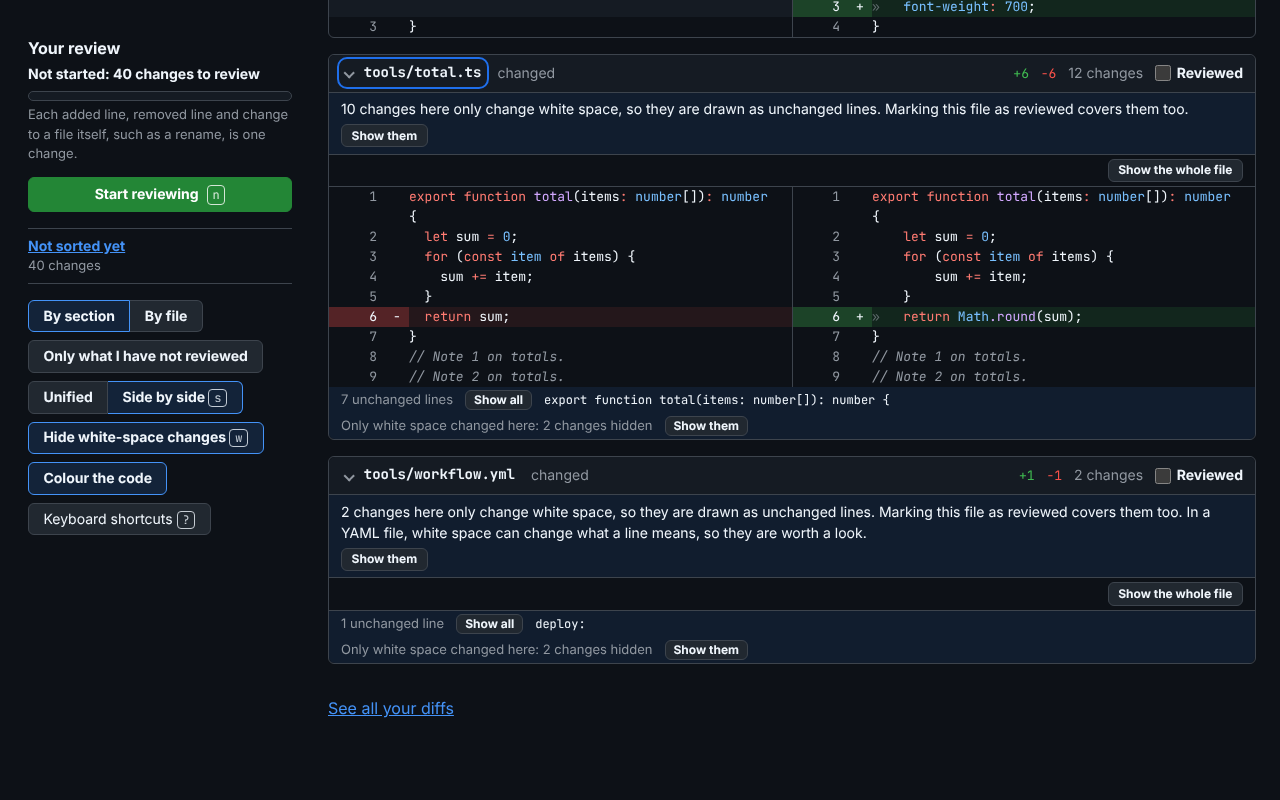 Your review
Not started: 40 changes to review
Each added line, removed line and change
to a file itself, such as a rename, is one
change.
Start reviewing n
Not sorted yet
40 changes
By section By file
Only what I have not reviewed
Unified Side by side s
Hide white-space changes w
Colour the code
Keyboard shortcuts ?
3 + » font-weight: 700;
3 } 4 }
tools/total.ts changed +6 -6 12 changes Reviewed
10 changes here only change white space, so they are drawn as unchanged lines. Marking this file as reviewed covers them too.
Show them
Show the whole file
1 export function total(items: number[]): number 1 export function total(items: number[]): number
{ {
2 let sum = 0; 2 let sum = 0;
3 for (const item of items) { 3 for (const item of items) {
4 sum += item; 4 sum += item;
5 } 5 }
6 - return sum; 6 + » return Math.round(sum);
7 } 7 }
8 // Note 1 on totals. 8 // Note 1 on totals.
9 // Note 2 on totals. 9 // Note 2 on totals.
7 unchanged lines Show all export function total(items: number[]): number {
Only white space changed here: 2 changes hidden Show them
tools/workflow.yml changed +1 -1 2 changes Reviewed
2 changes here only change white space, so they are drawn as unchanged lines. Marking this file as reviewed covers them too. In a
YAML file, white space can change what a line means, so they are worth a look.
Show them
Show the whole file
1 unchanged line Show all deploy:
Only white space changed here: 2 changes hidden Show them
See all your diffs